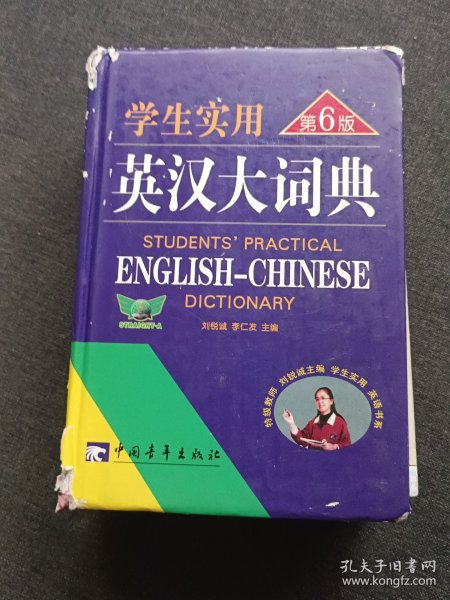 学生实用
第6版
英汉大词典
STUDENTS' PRACTICAL
ENGLISH-CHINESE
DICTIONARY
STRAIGHT-A
刘锐诚 李仁发 主编
特级教师 刘锐诚主编 学生实用 英语书系
中国青年出版社
孔夫子旧书网
www.kongfz.com